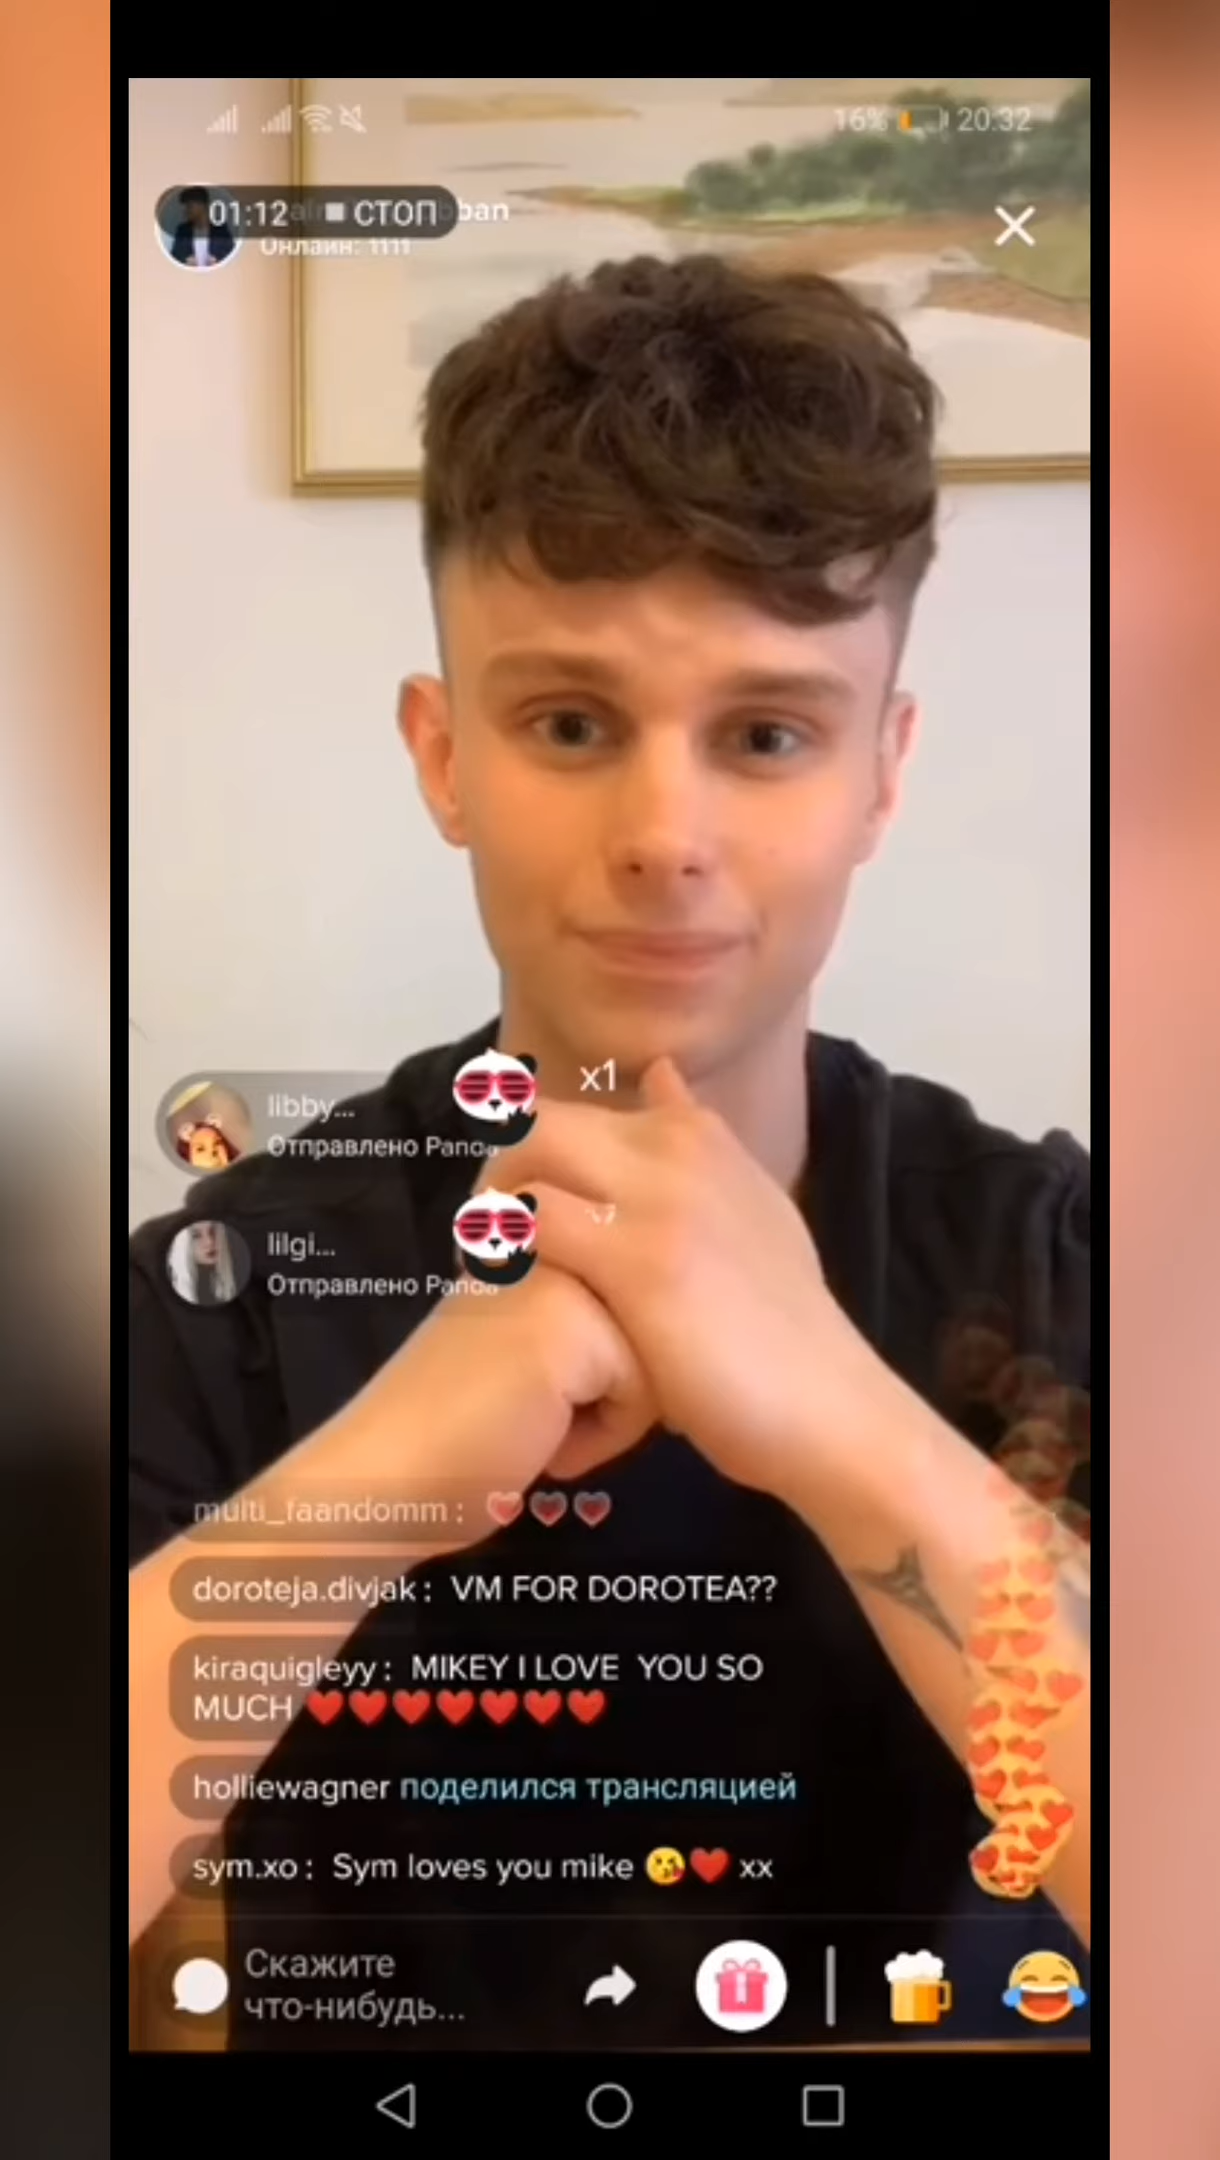 16% 20:32
01:12 СТОП
Онлайн: 1111
libby...
x1
Отправлено Panda
lilgi...
Отправлено Panda
multi_faandomm :
doroteja.divjak : VM FOR DOROTEA??
kiraquigleyy : MIKEY I LOVE YOU SO
MUCH ❤️❤️❤️❤️❤️❤️❤️
holliewagner поделился трансляцией
sym.xo : Sym loves you mike 😘❤️ xx
Скажите
что-нибудь...